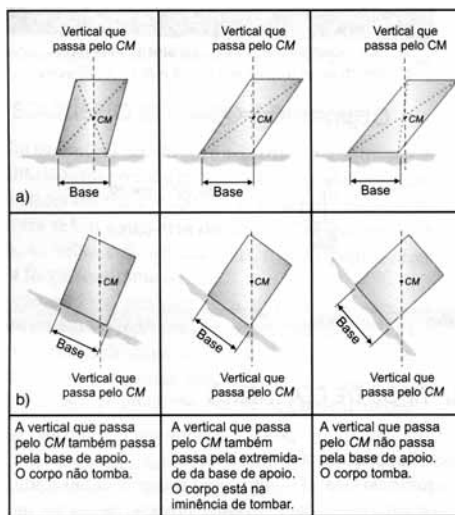 Vertical que
passa pelo CM
Vertical que
passa pelo CM
Vertical que
passa pelo CM
CM
CM
CM
Base
Base
Base
a)
CM
CM
CM
Base
Base
Base
b)
Vertical que
passa pelo CM
Vertical que
passa pelo CM
Vertical que
passa pelo CM
A vertical que passa
pelo CM também passa
pela base de apoio.
O corpo não tomba.
A vertical que passa
pelo CM também
passa pela extremida-
de da base de apoio.
O corpo está na
iminência de tombar.
A vertical que passa
pelo CM não passa
pela base de apoio.
O corpo tomba.